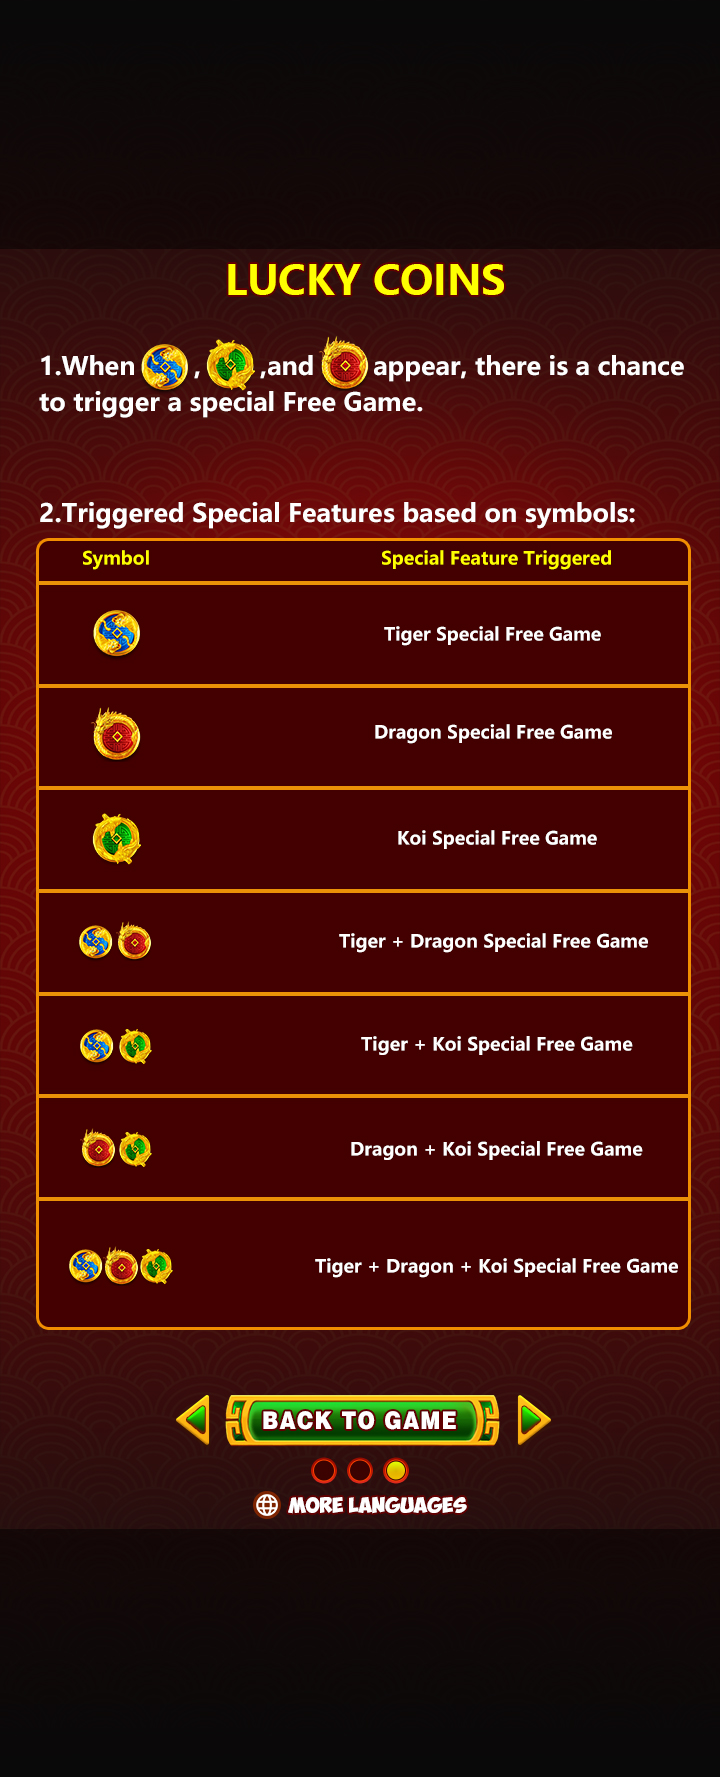 LUCKY COINS
1.When , ,and appear, there is a chance
to trigger a special Free Game.
2.Triggered Special Features based on symbols:
Symbol Special Feature Triggered
Tiger Special Free Game
Dragon Special Free Game
Koi Special Free Game
Tiger + Dragon Special Free Game
Tiger + Koi Special Free Game
Dragon + Koi Special Free Game
Tiger + Dragon + Koi Special Free Game
BACK TO GAME
MORE LANGUAGES